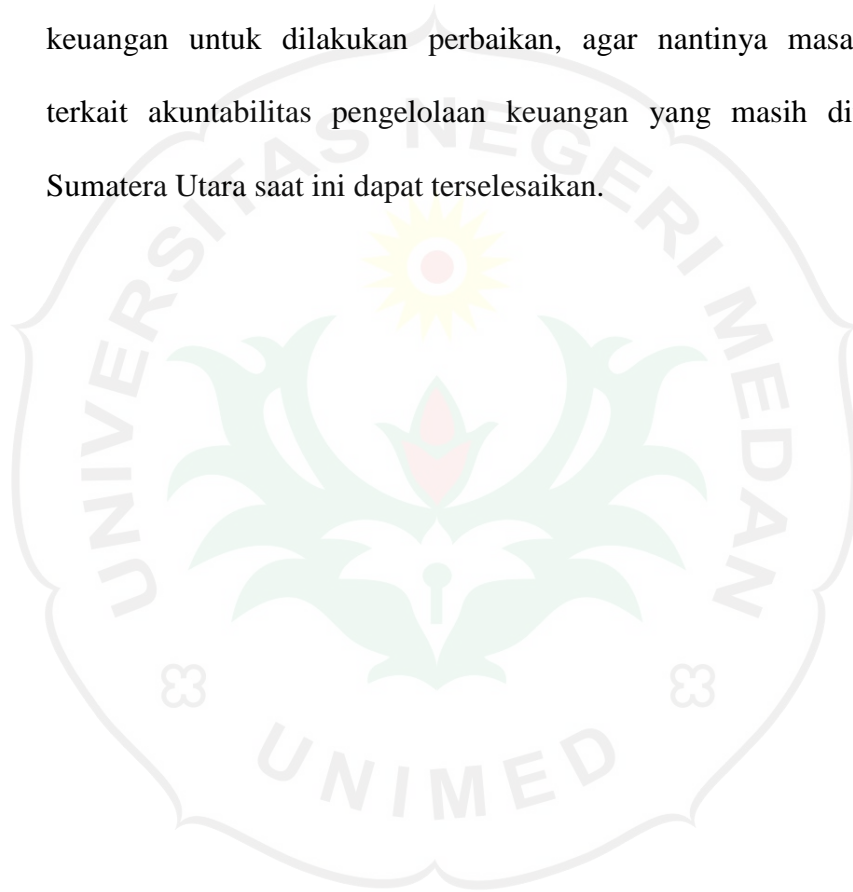 keuangan untuk dilakukan perbaikan, agar nantinya masa
terkait akuntabilitas pengelolaan keuangan yang masih di
Sumatera Utara saat ini dapat terselesaikan.
UNIVERSITAS NEGERI MEDAN
UNIMED